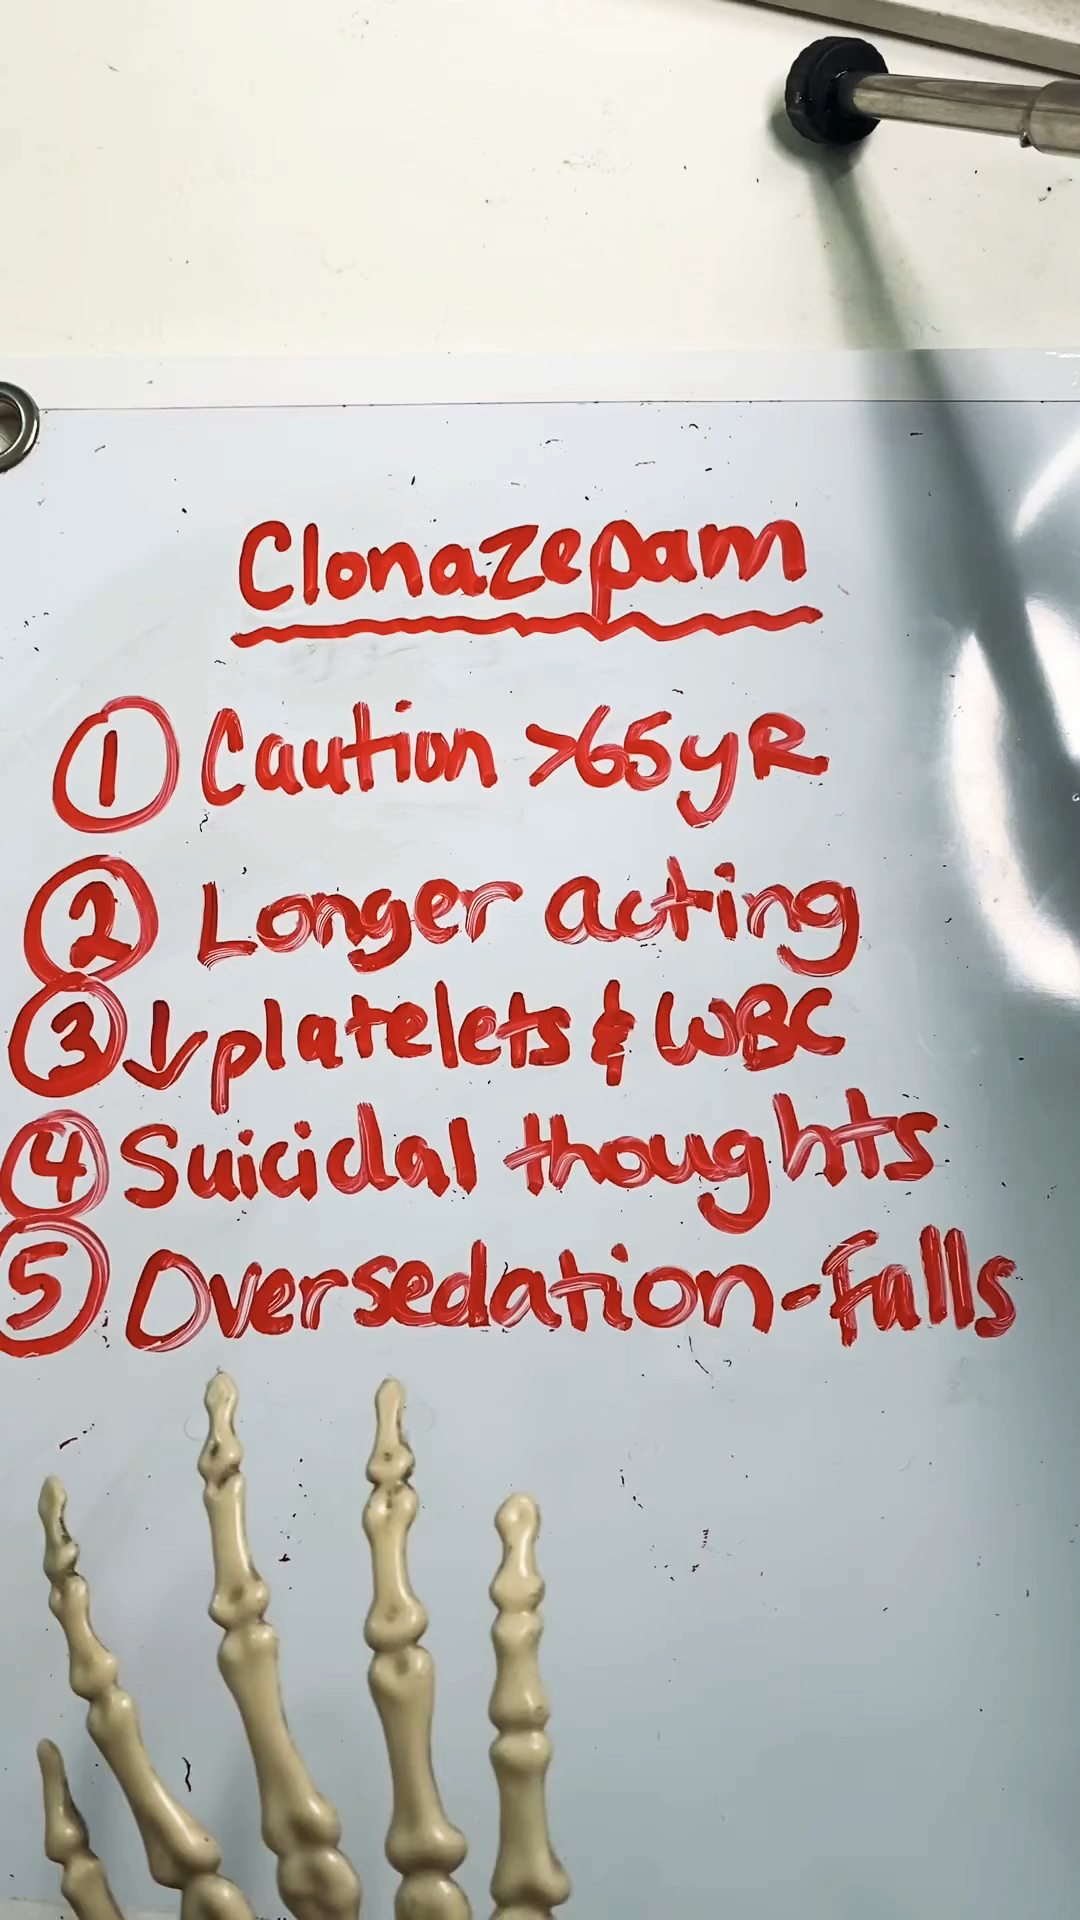 Clonazepam
1 Caution >65yR
2 Longer acting
3 ↓platelets & WBC
4 Suicidal thoughts
5 Oversedation-falls